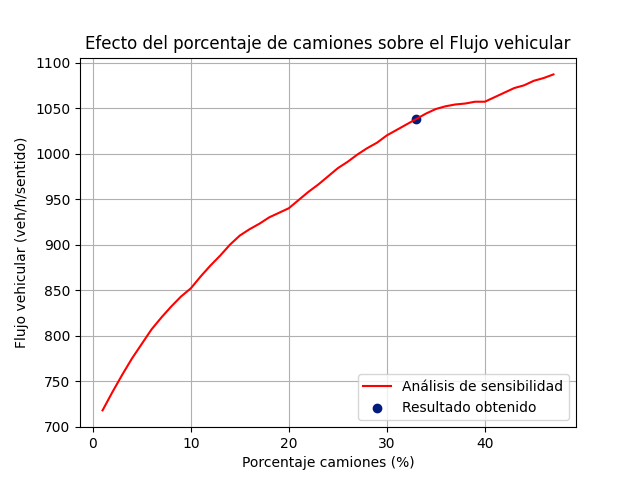 Efecto del porcentaje de camiones sobre el Flujo vehicular
1100
1050
1000
950
900
850
800
750
700
Flujo vehicular (veh/h/sentido)
Análisis de sensibilidad
Resultado obtenido
0 10 20 30 40
Porcentaje camiones (%)